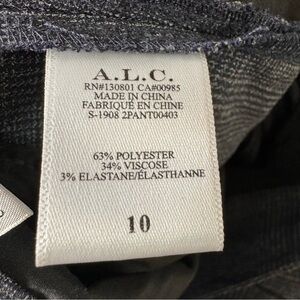 A.L.C.
RN#130801 CA#00985
MADE IN CHINA
FABRIQUÉ EN CHINE
S-1908 2PANT00403
63% POLYESTER
34% VISCOSE
3% ELASTANE/ÉLASTHANNE
10